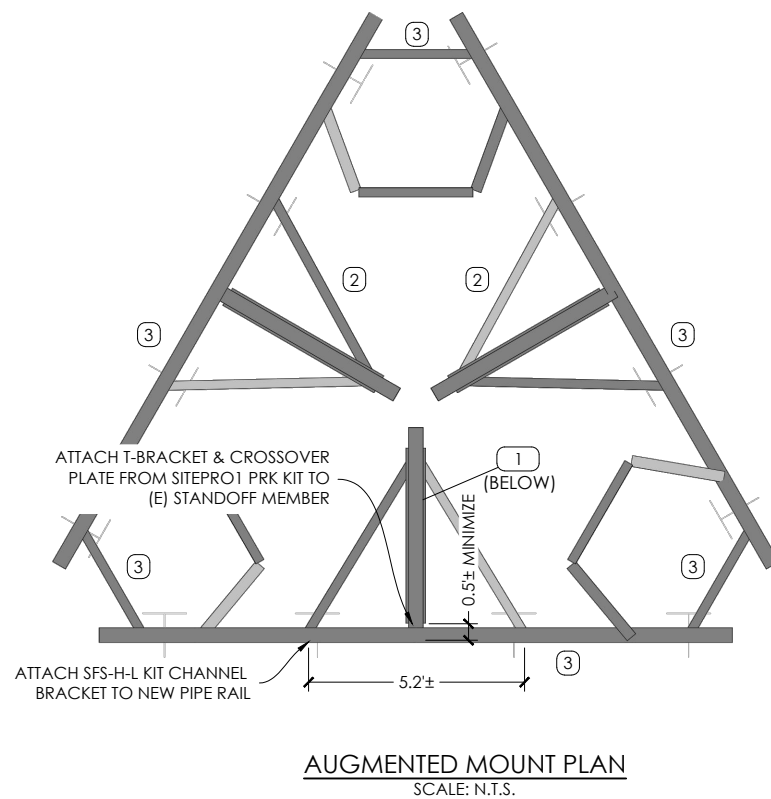 3
2
2
3
3
ATTACH T-BRACKET & CROSSOVER
PLATE FROM SITEPRO1 PRK KIT TO
(E) STANDOFF MEMBER
1
(BELOW)
0.5'± MINIMIZE
3
3
ATTACH SFS-H-L KIT CHANNEL
BRACKET TO NEW PIPE RAIL
5.2'±
3
AUGMENTED MOUNT PLAN
SCALE: N.T.S.